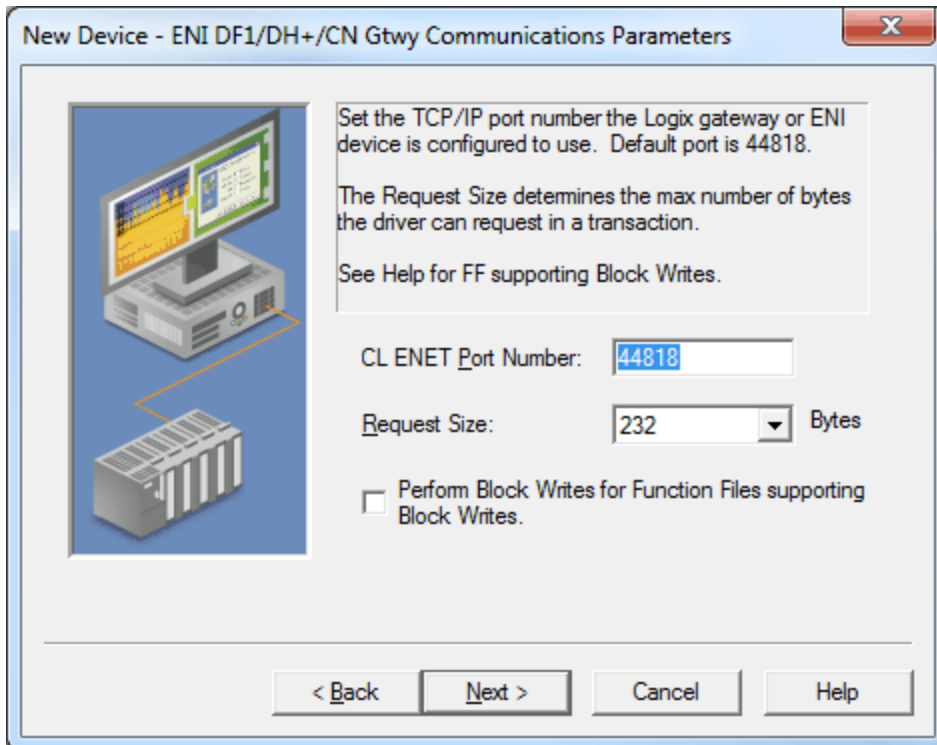 New Device - ENI DF1/DH+/CN Gtwy Communications Parameters
Set the TCP/IP port number the Logix gateway or ENI
device is configured to use.  Default port is 44818.
The Request Size determines the max number of bytes
the driver can request in a transaction.
See Help for FF supporting Block Writes.
CL ENET Port Number: 44818
Request Size: 232 Bytes
Perform Block Writes for Function Files supporting
Block Writes.
< Back Next > Cancel Help